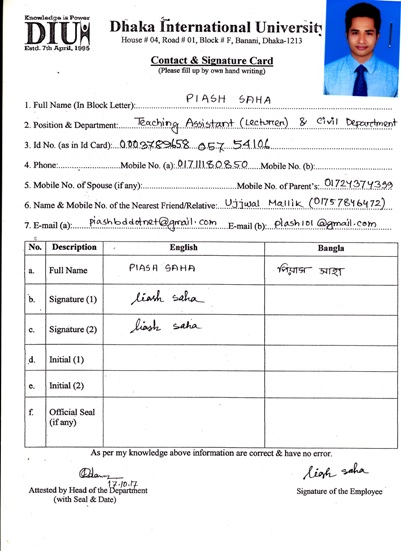 Knowledge is Power
DIU
Estd. 7th April, 1995
Dhaka International University
House # 04, Road # 01, Block # F, Banani, Dhaka-1213
Contact & Signature Card
(Please fill up by own hand writing)
1. Full Name (In Block Letter): PIASH SAHA
2. Position & Department: Teaching Assistant (Lecturer) & Civil Department
3. Id No. (as in Id Card): 0009789658 057 54106
4. Phone: Mobile No. (a): 01711180850 Mobile No. (b):
5. Mobile No. of Spouse (if any): Mobile No. of Parent's: 01724374399
6. Name & Mobile No. of the Nearest Friend/Relative: Ujjwal Mallik (01757846472)
7. E-mail (a): piashbddotnet@gmail.com E-mail (b): piash101@gmail.com
No. Description English Bangla
a. Full Name PIASH SAHA পিয়াস সাহা
b. Signature (1) Piash saha
c. Signature (2) Piash saha
d. Initial (1)
e. Initial (2)
f. Official Seal
(if any)
As per my knowledge above information are correct & have no error.
17.10.17 Piash saha
Attested by Head of the Department Signature of the Employee
(with Seal & Date)